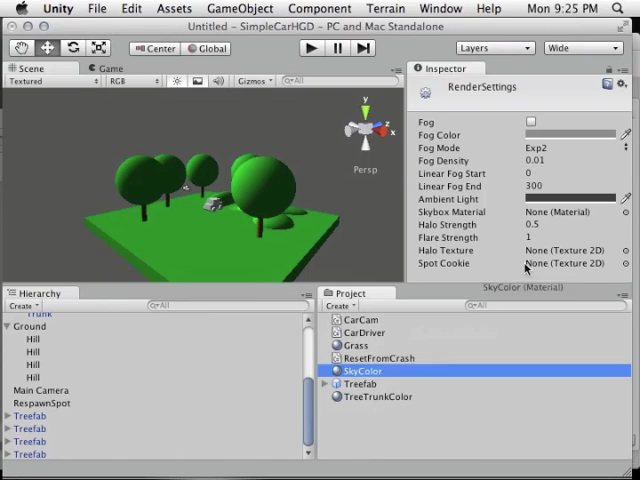 Unity File Edit Assets GameObject Component Terrain Window Help Mon 9:25 PM
Untitled - SimpleCarHGD - PC and Mac Standalone
Center Global Layers Wide
Scene Game Inspector
Textured RGB Gizmos All
RenderSettings
Fog
Fog Color
Fog Mode Exp2
Fog Density 0.01
Linear Fog Start 0
Linear Fog End 300
Ambient Light
Skybox Material None (Material)
Halo Strength 0.5
Flare Strength 1
Halo Texture None (Texture 2D)
Spot Cookie None (Texture 2D)
y
z
x
Persp
SkyColor (Material)
Hierarchy Project
Create All Create All
Trunk
Ground
Hill
Hill
Hill
Hill
Main Camera
RespawnSpot
Treefab
Treefab
Treefab
Treefab
CarCam
CarDriver
Grass
ResetFromCrash
SkyColor
Treefab
TreeTrunkColor